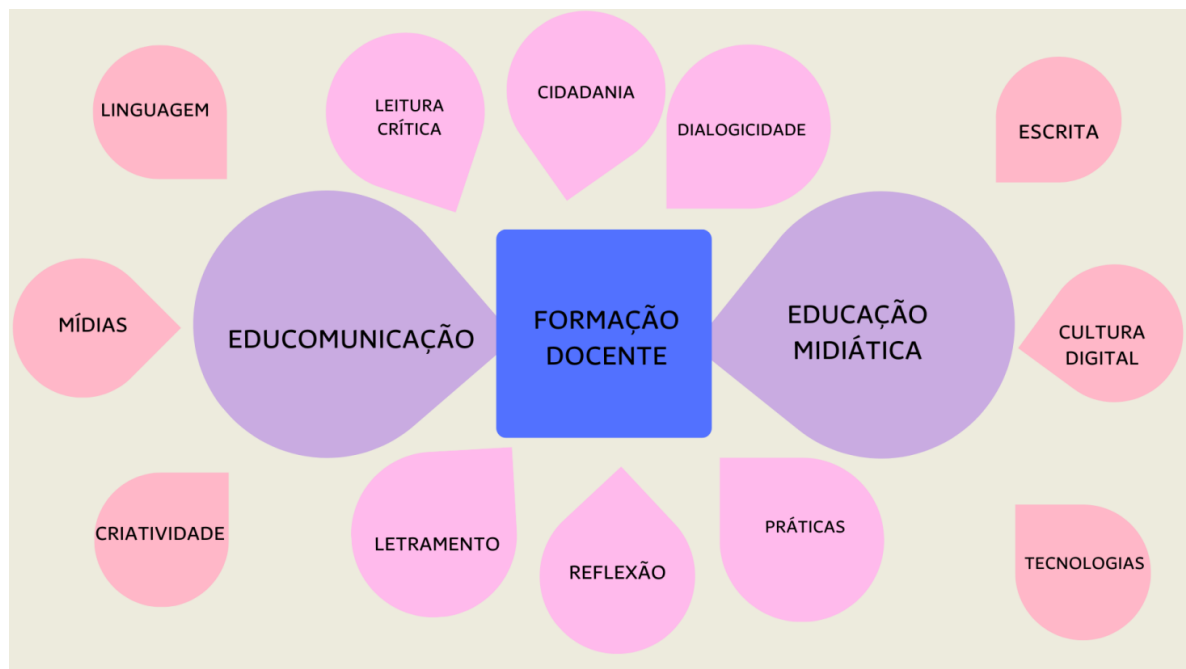 LINGUAGEM
LEITURA
CRÍTICA
CIDADANIA
DIALOGICIDADE
ESCRITA
MÍDIAS
EDUCOMUNICAÇÃO
FORMAÇÃO
DOCENTE
EDUCAÇÃO
MIDIÁTICA
CULTURA
DIGITAL
CRIATIVIDADE
LETRAMENTO
REFLEXÃO
PRÁTICAS
TECNOLOGIAS